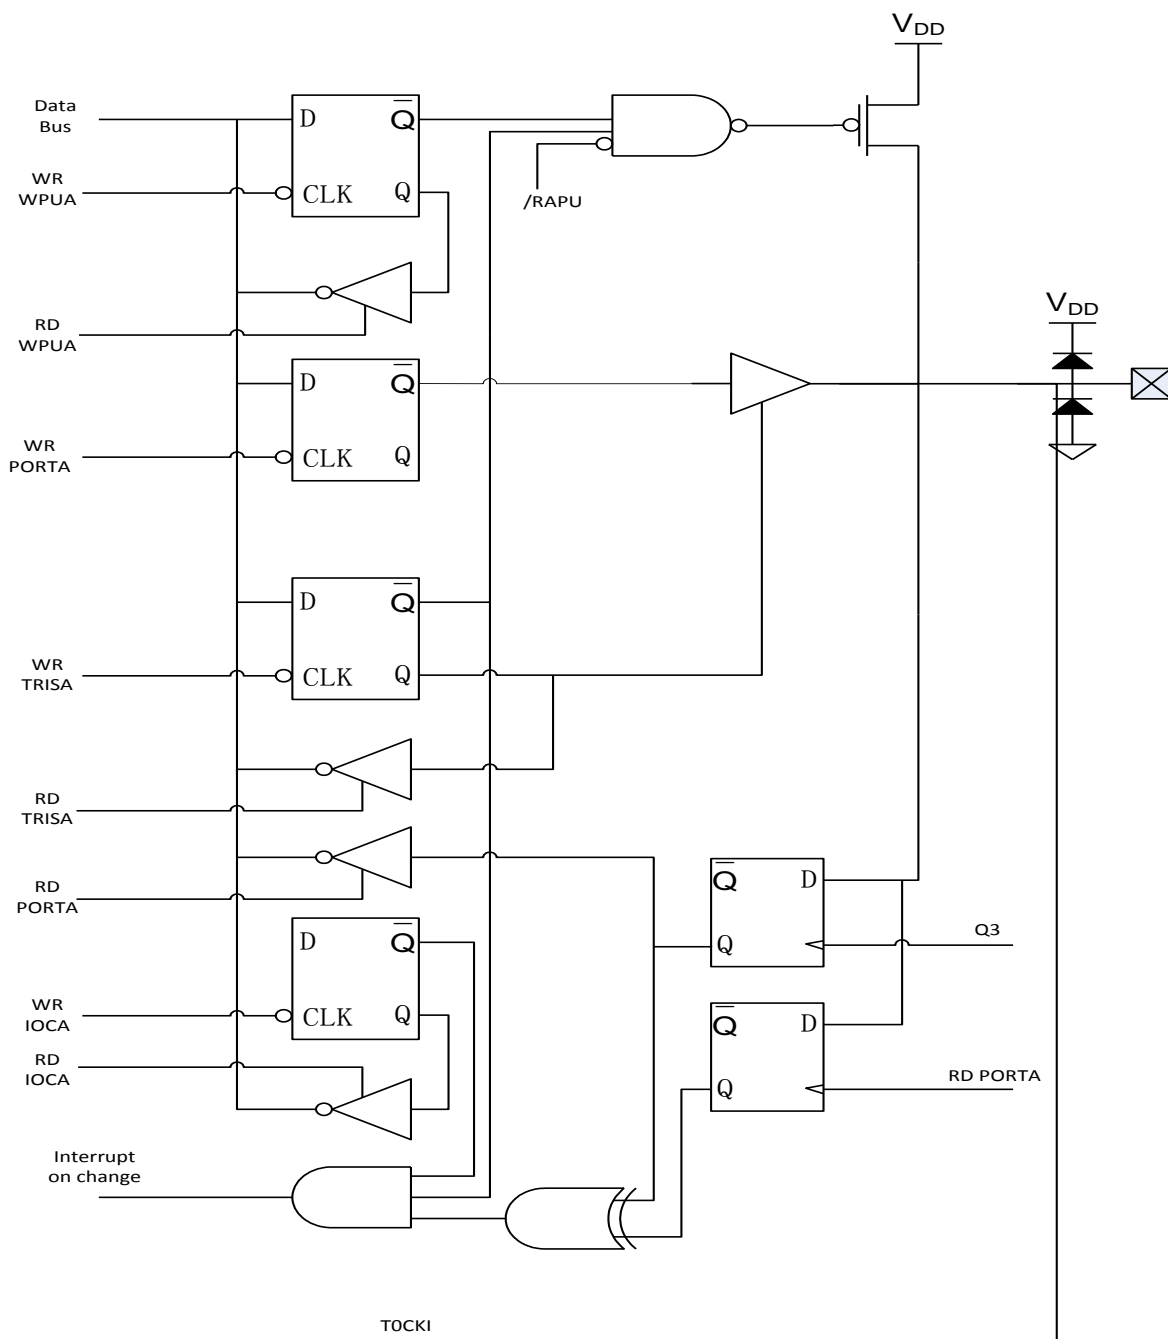 VDD
Data
Bus
D
Q
WR
WPUA
CLK
Q
/RAPU
RD
WPUA
VDD
D
Q
WR
PORTA
CLK
Q
D
Q
WR
TRISA
CLK
Q
RD
TRISA
RD
PORTA
Q
D
Q
Q3
D
Q
WR
IOCA
CLK
Q
RD
IOCA
Q
D
Q
RD PORTA
Interrupt
on change
T0CKI